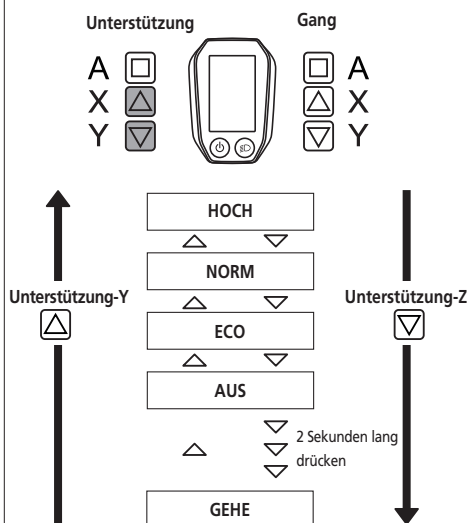 Unterstützung Gang
A A
X X
Y Y
HOCH
NORM
Unterstützung-Y Unterstützung-Z
ECO
AUS
2 Sekunden lang
drücken
GEHE